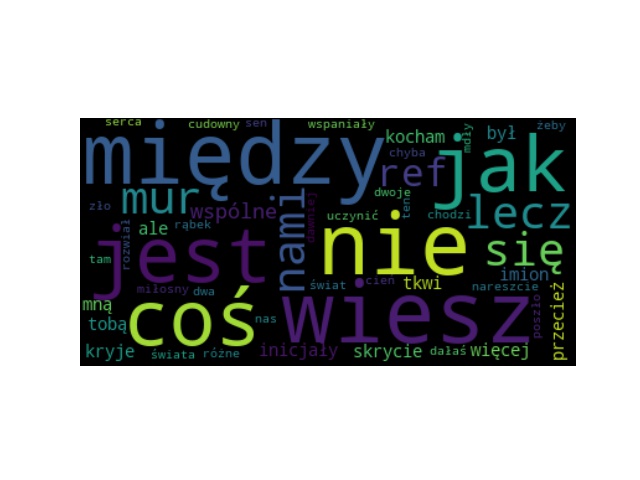 serca cudowny sen wspaniały żeby
między kocham mdły był jak
chyba ref
zło mur wspólne dwoje tene lecz
rozwiał ale rąbek nami dawniej uczynić chodzi
jest nie się
tam świat cień tkwi imion
miłosny dwa nareszcie
mną coś nas wiesz poszło przecież
tobą
kryje świata różne inicjały skrycie dałaś więcej